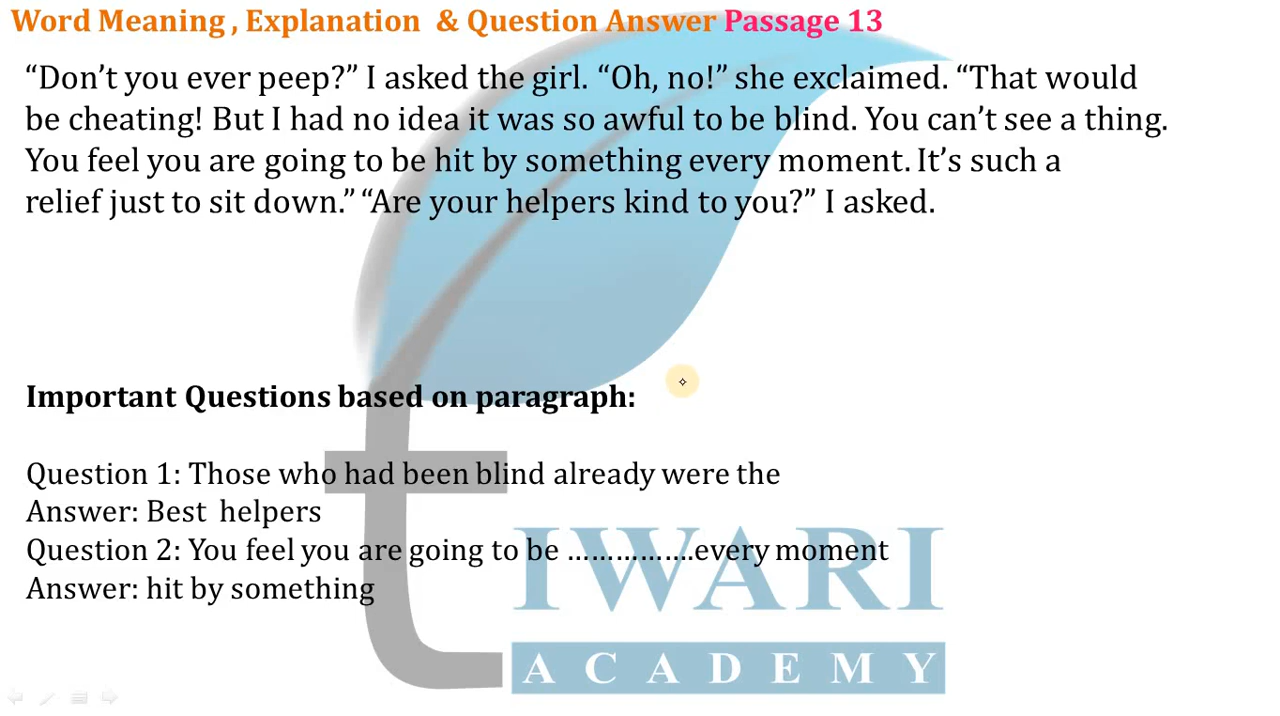 Word Meaning , Explanation & Question Answer Passage 13
“Don’t you ever peep?” I asked the girl. “Oh, no!” she exclaimed. “That would
be cheating! But I had no idea it was so awful to be blind. You can’t see a thing.
You feel you are going to be hit by something every moment. It’s such a
relief just to sit down.” “Are your helpers kind to you?” I asked.
Important Questions based on paragraph:
Question 1: Those who had been blind already were the
Answer: Best helpers
Question 2: You feel you are going to be …………….every moment
Answer: hit by something
tIWARI
ACADEMY